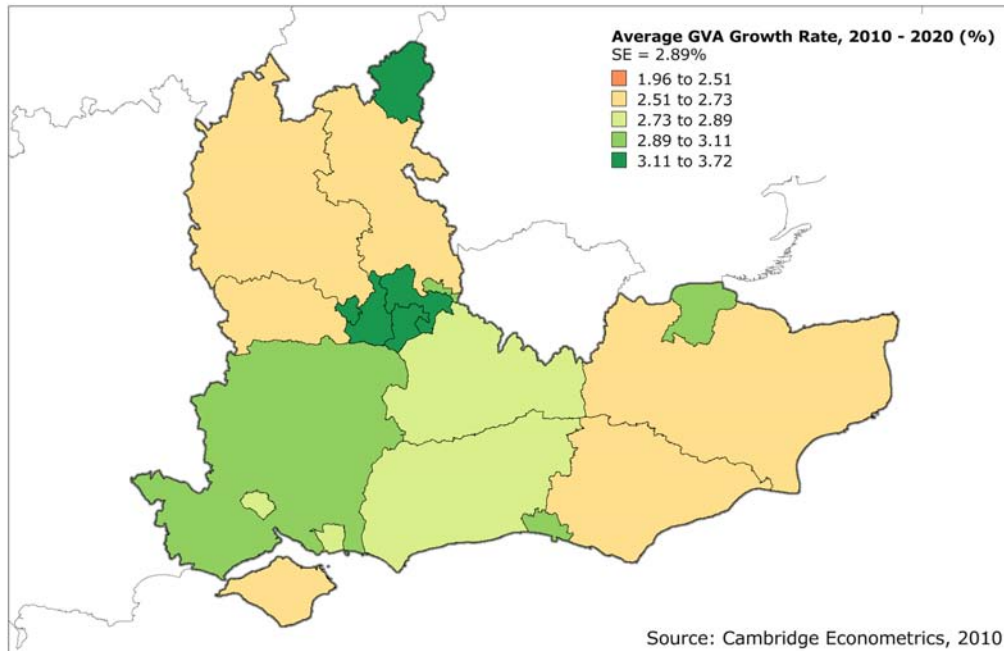 Average GVA Growth Rate, 2010 - 2020 (%)
SE = 2.89%
1.96 to 2.51
2.51 to 2.73
2.73 to 2.89
2.89 to 3.11
3.11 to 3.72
Source: Cambridge Econometrics, 2010